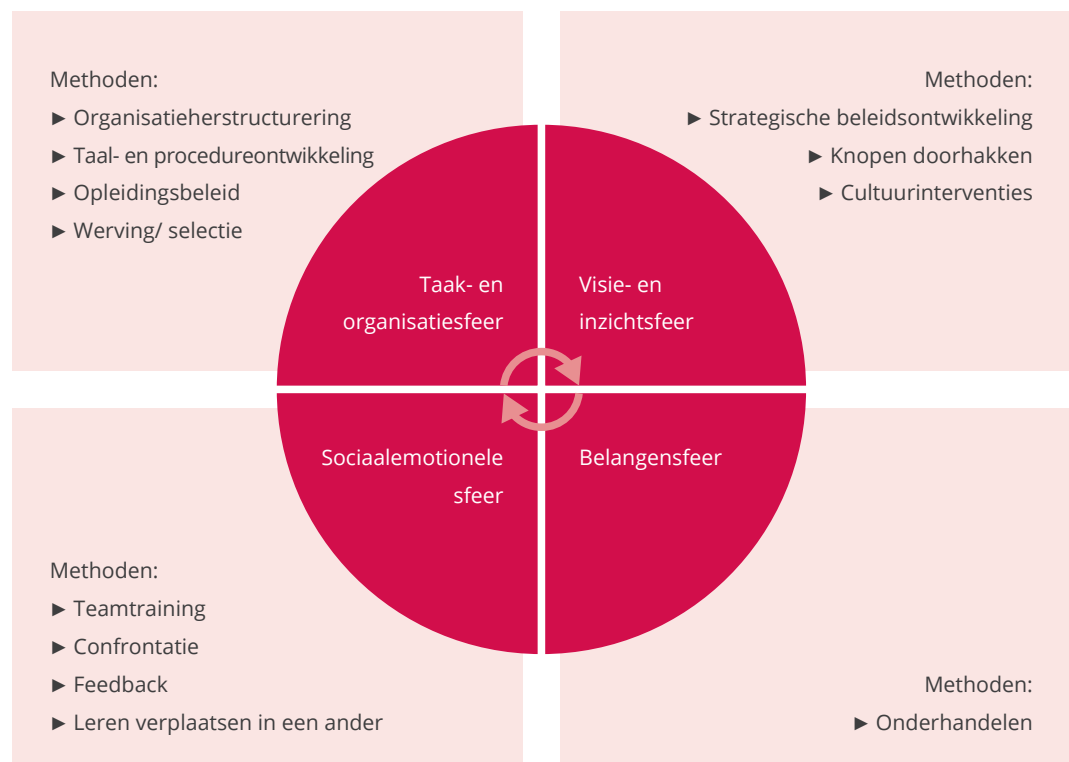 Methoden:
► Organisatieherstructurering
► Taal- en procedureontwikkeling
► Opleidingsbeleid
► Werving/ selectie
Methoden:
► Strategische beleidsontwikkeling
► Knopen doorhakken
► Cultuurinterventies
Taak- en
organisatiesfeer
Visie- en
inzichtsfeer
Sociaalemotionele
sfeer
Belangensfeer
Methoden:
► Teamtraining
► Confrontatie
► Feedback
► Leren verplaatsen in een ander
Methoden:
► Onderhandelen